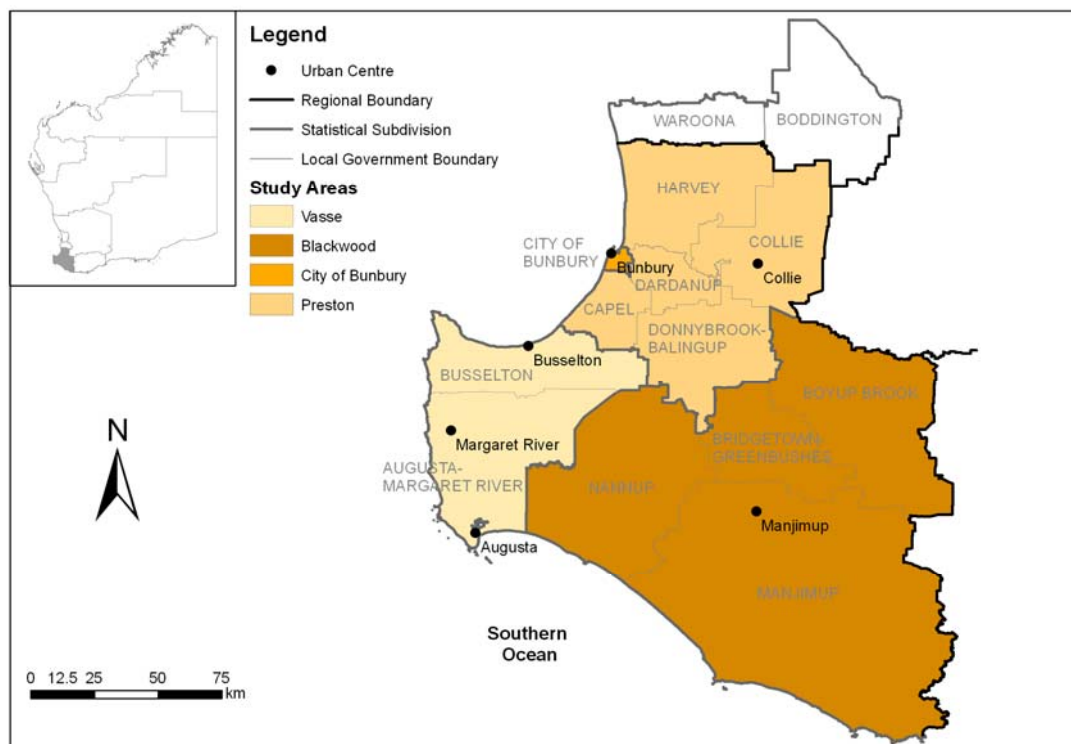 Legend
Urban Centre
Regional Boundary
Statistical Subdivision
Local Government Boundary
Study Areas
Vasse
Blackwood
City of Bunbury
Preston
WAROONA
BODDINGTON
HARVEY
CITY OF
BUNBURY
Bunbury
COLLIE
Collie
DARDANUP
CAPEL
DONNYBROOK-
BALINGUP
Busselton
BUSSELTON
BOYUP BROOK
Margaret River
BRIDGETOWN-
GREENBUSHES
AUGUSTA-
MARGARET RIVER
NANNUP
Manjimup
Augusta
MANJIMUP
N
Southern
Ocean
0 12.5 25 50 75
km